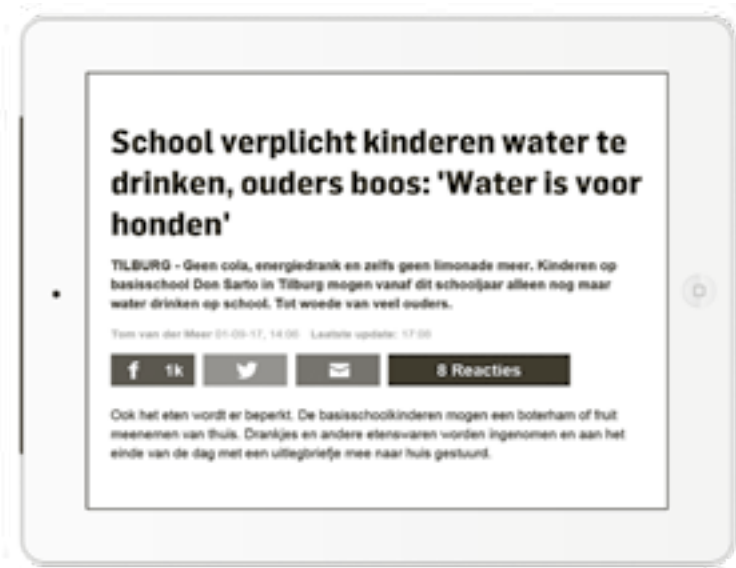 School verplicht kinderen water te
drinken, ouders boos: 'Water is voor
honden'
TILBURG - Geen cola, energiedrank en zelfs geen limonade meer. Kinderen op
basisschool Don Sarto in Tilburg mogen vanaf dit schooljaar alleen nog maar
water drinken op school. Tot woede van veel ouders.
Tom van der Meer 01-09-17, 14:06 Laatste update: 17:08
1k
8 Reacties
Ook het eten wordt er beperkt. De basisschoolkinderen mogen een boterham of fruit
meenemen van thuis. Drankjes en andere etenswaren worden ingenomen en aan het
einde van de dag met een uitlegbriefje mee naar huis gestuurd.